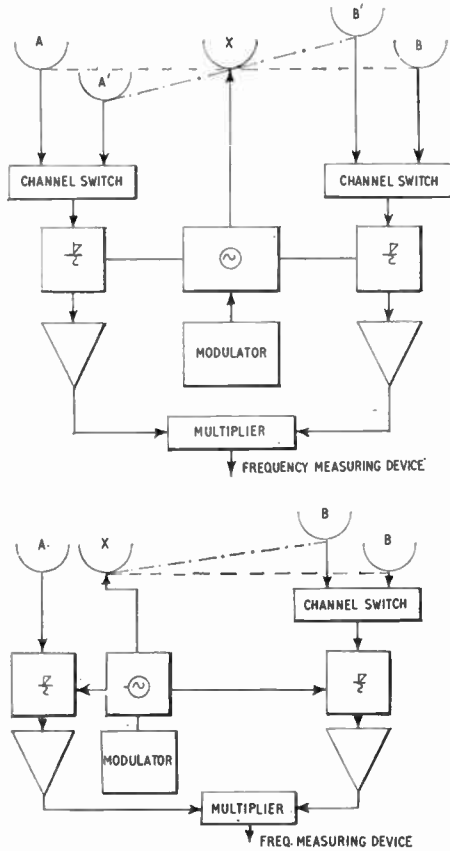 A
X
B'
B
A'
CHANNEL SWITCH
CHANNEL SWITCH
MODULATOR
MULTIPLIER
FREQUENCY MEASURING DEVICE
A
X
B
B
CHANNEL SWITCH
MODULATOR
MULTIPLIER
FREQ. MEASURING DEVICE